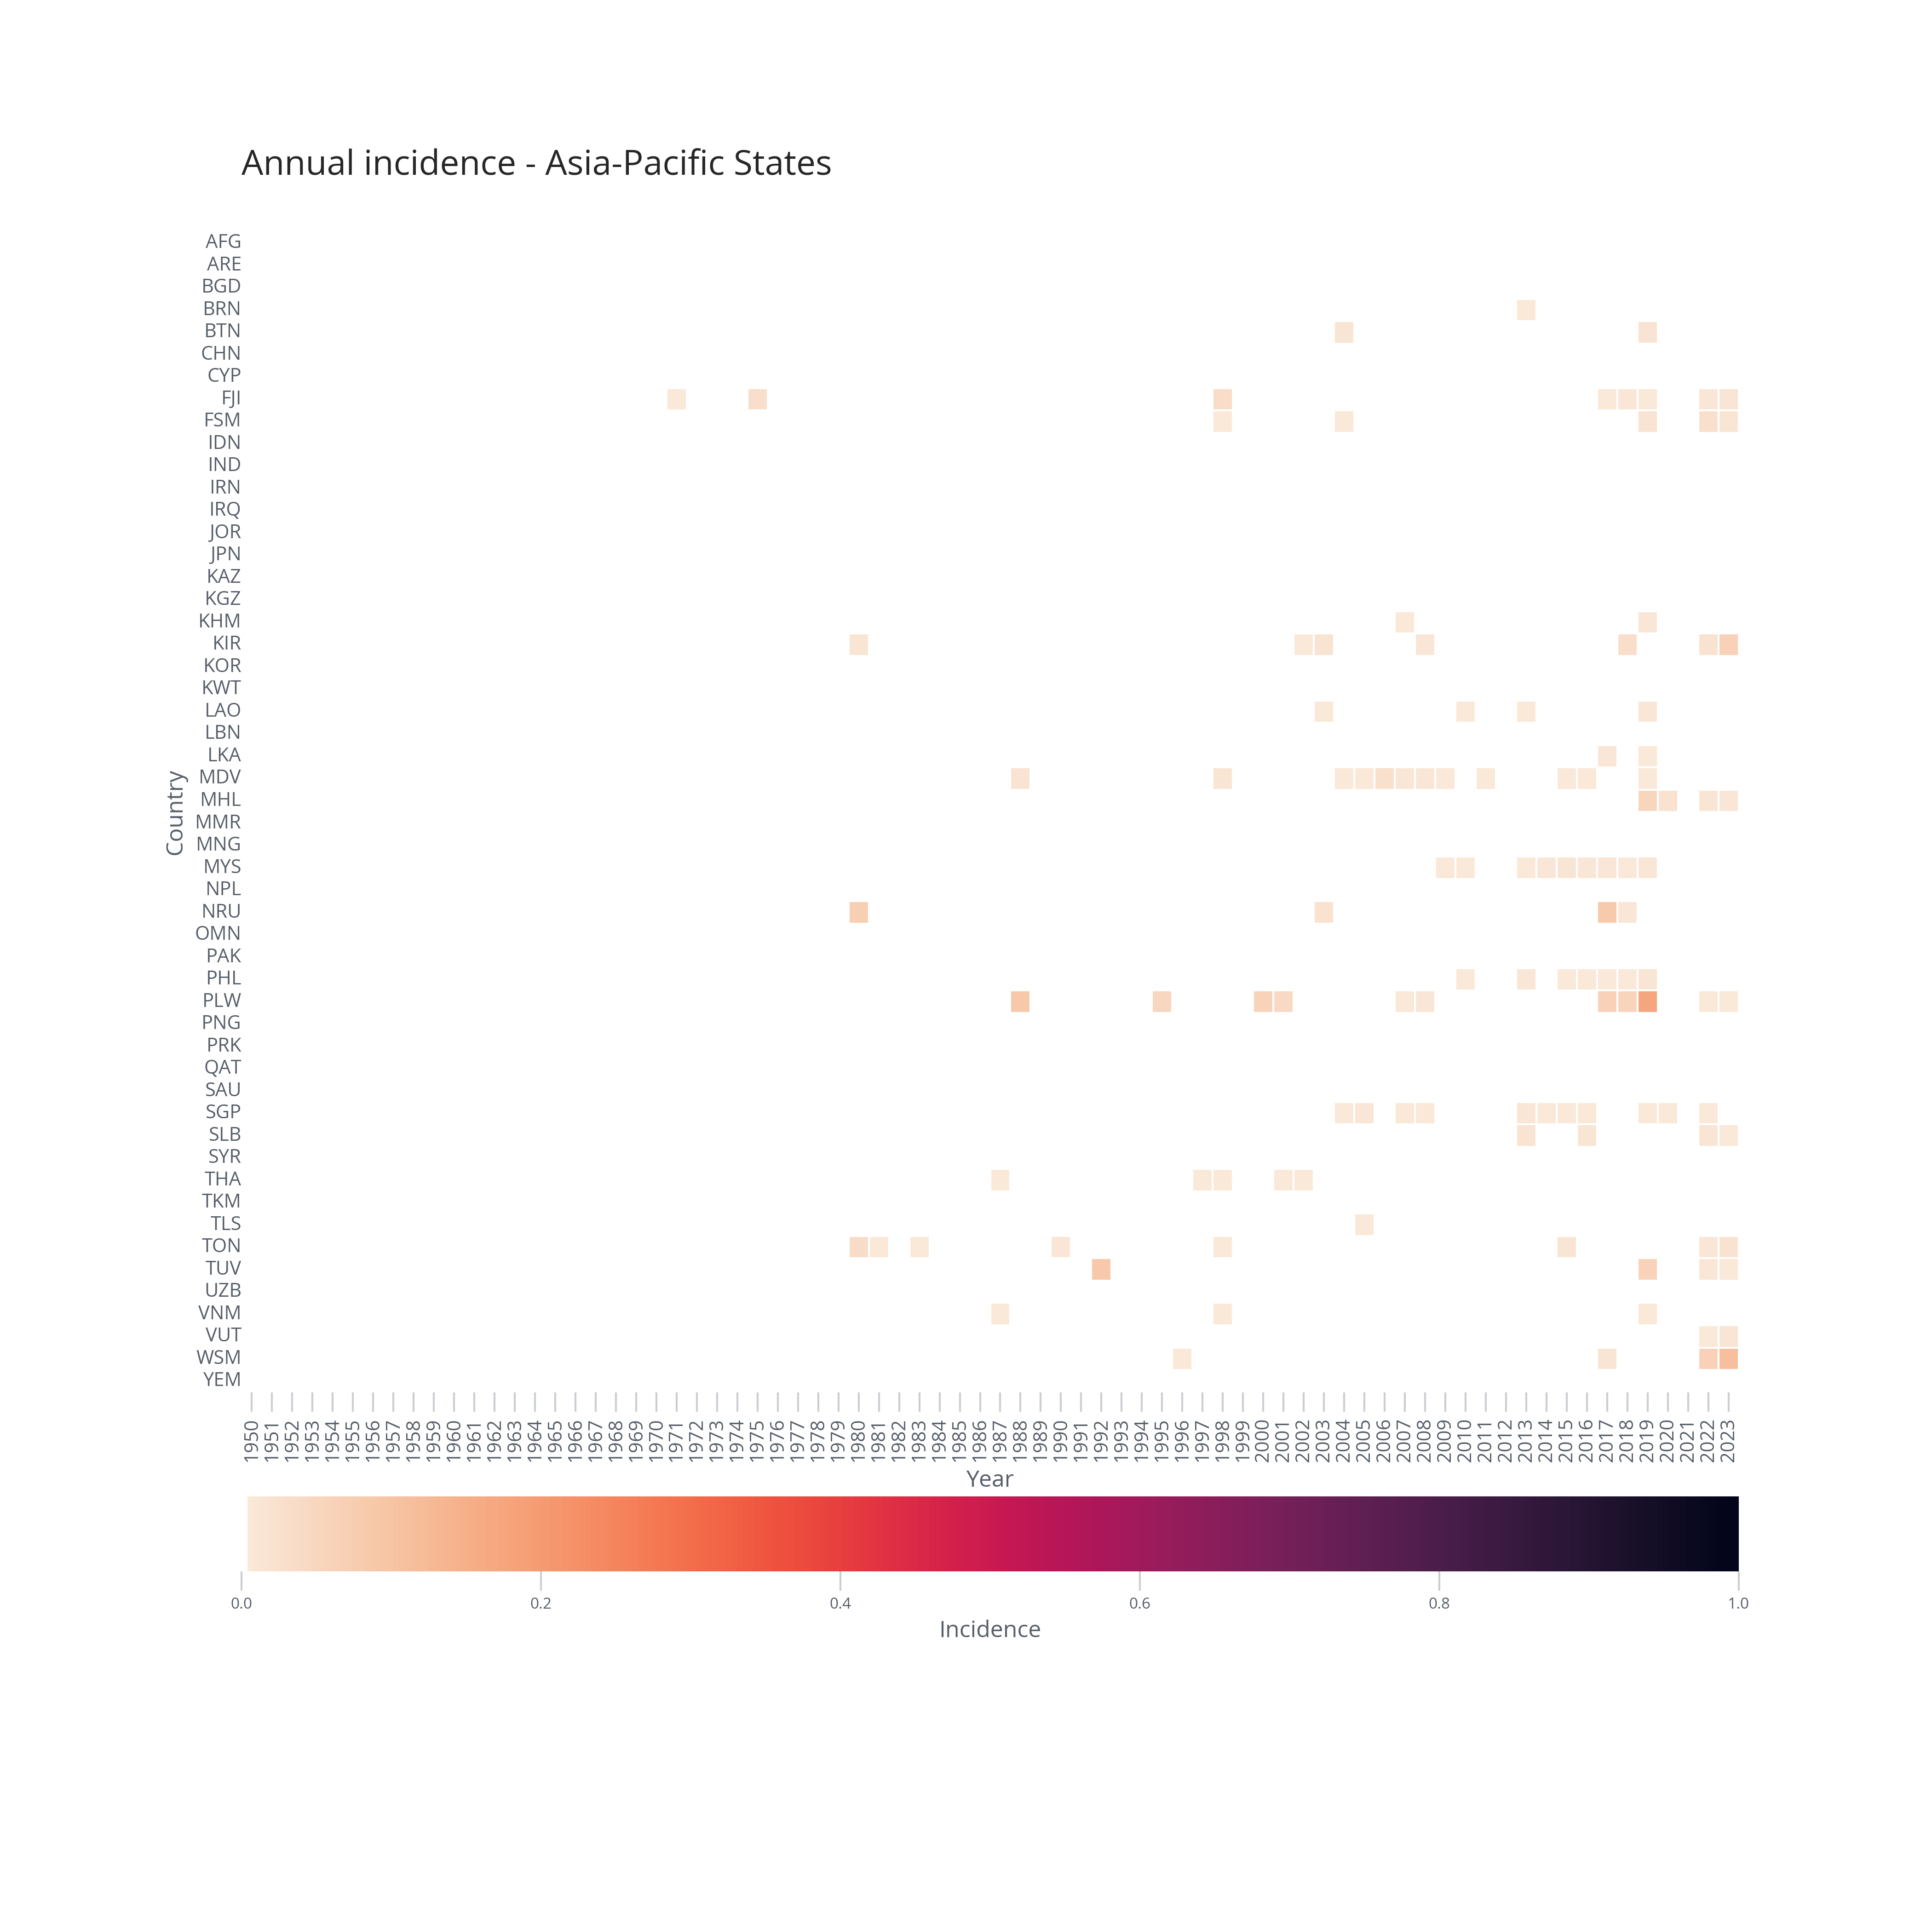 Annual incidence - Asia-Pacific States
AFG
ARE
BGD
BRN
BTN
CHN
CYP
FJI
FSM
IDN
IND
IRN
IRQ
JOR
JPN
KAZ
KGZ
KHM
KIR
KOR
KWT
LAO
LBN
LKA
MDV
MHL
MMR
MNG
MYS
NPL
NRU
OMN
PAK
PHL
PLW
PNG
PRK
QAT
SAU
SGP
SLB
SYR
THA
TKM
TLS
TON
TUV
UZB
VNM
VUT
WSM
YEM
Country
1950 1951 1952 1953 1954 1955 1956 1957 1958 1959 1960 1961 1962 1963 1964 1965 1966 1967 1968 1969 1970 1971 1972 1973 1974 1975 1976 1977 1978 1979 1980 1981 1982 1983 1984 1985 1986 1987 1988 1989 1990 1991 1992 1993 1994 1995 1996 1997 1998 1999 2000 2001 2002 2003 2004 2005 2006 2007 2008 2009 2010 2011 2012 2013 2014 2015 2016 2017 2018 2019 2020 2021 2022 2023
Year
0.0 0.2 0.4 0.6 0.8 1.0
Incidence